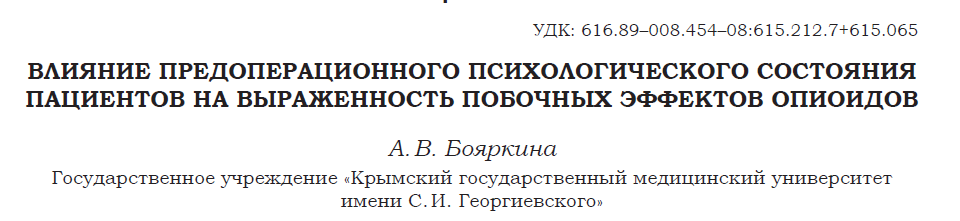 УДК: 616.89–008.454–08:615.212.7+615.065
ВЛИЯНИЕ ПРЕДОПЕРАЦИОННОГО ПСИХОЛОГИЧЕСКОГО СОСТОЯНИЯ
ПАЦИЕНТОВ НА ВЫРАЖЕННОСТЬ ПОБОЧНЫХ ЭФФЕКТОВ ОПИОИДОВ
А. В. Бояркина
Государственное учреждение «Крымский государственный медицинский университет
имени С. И. Георгиевского»